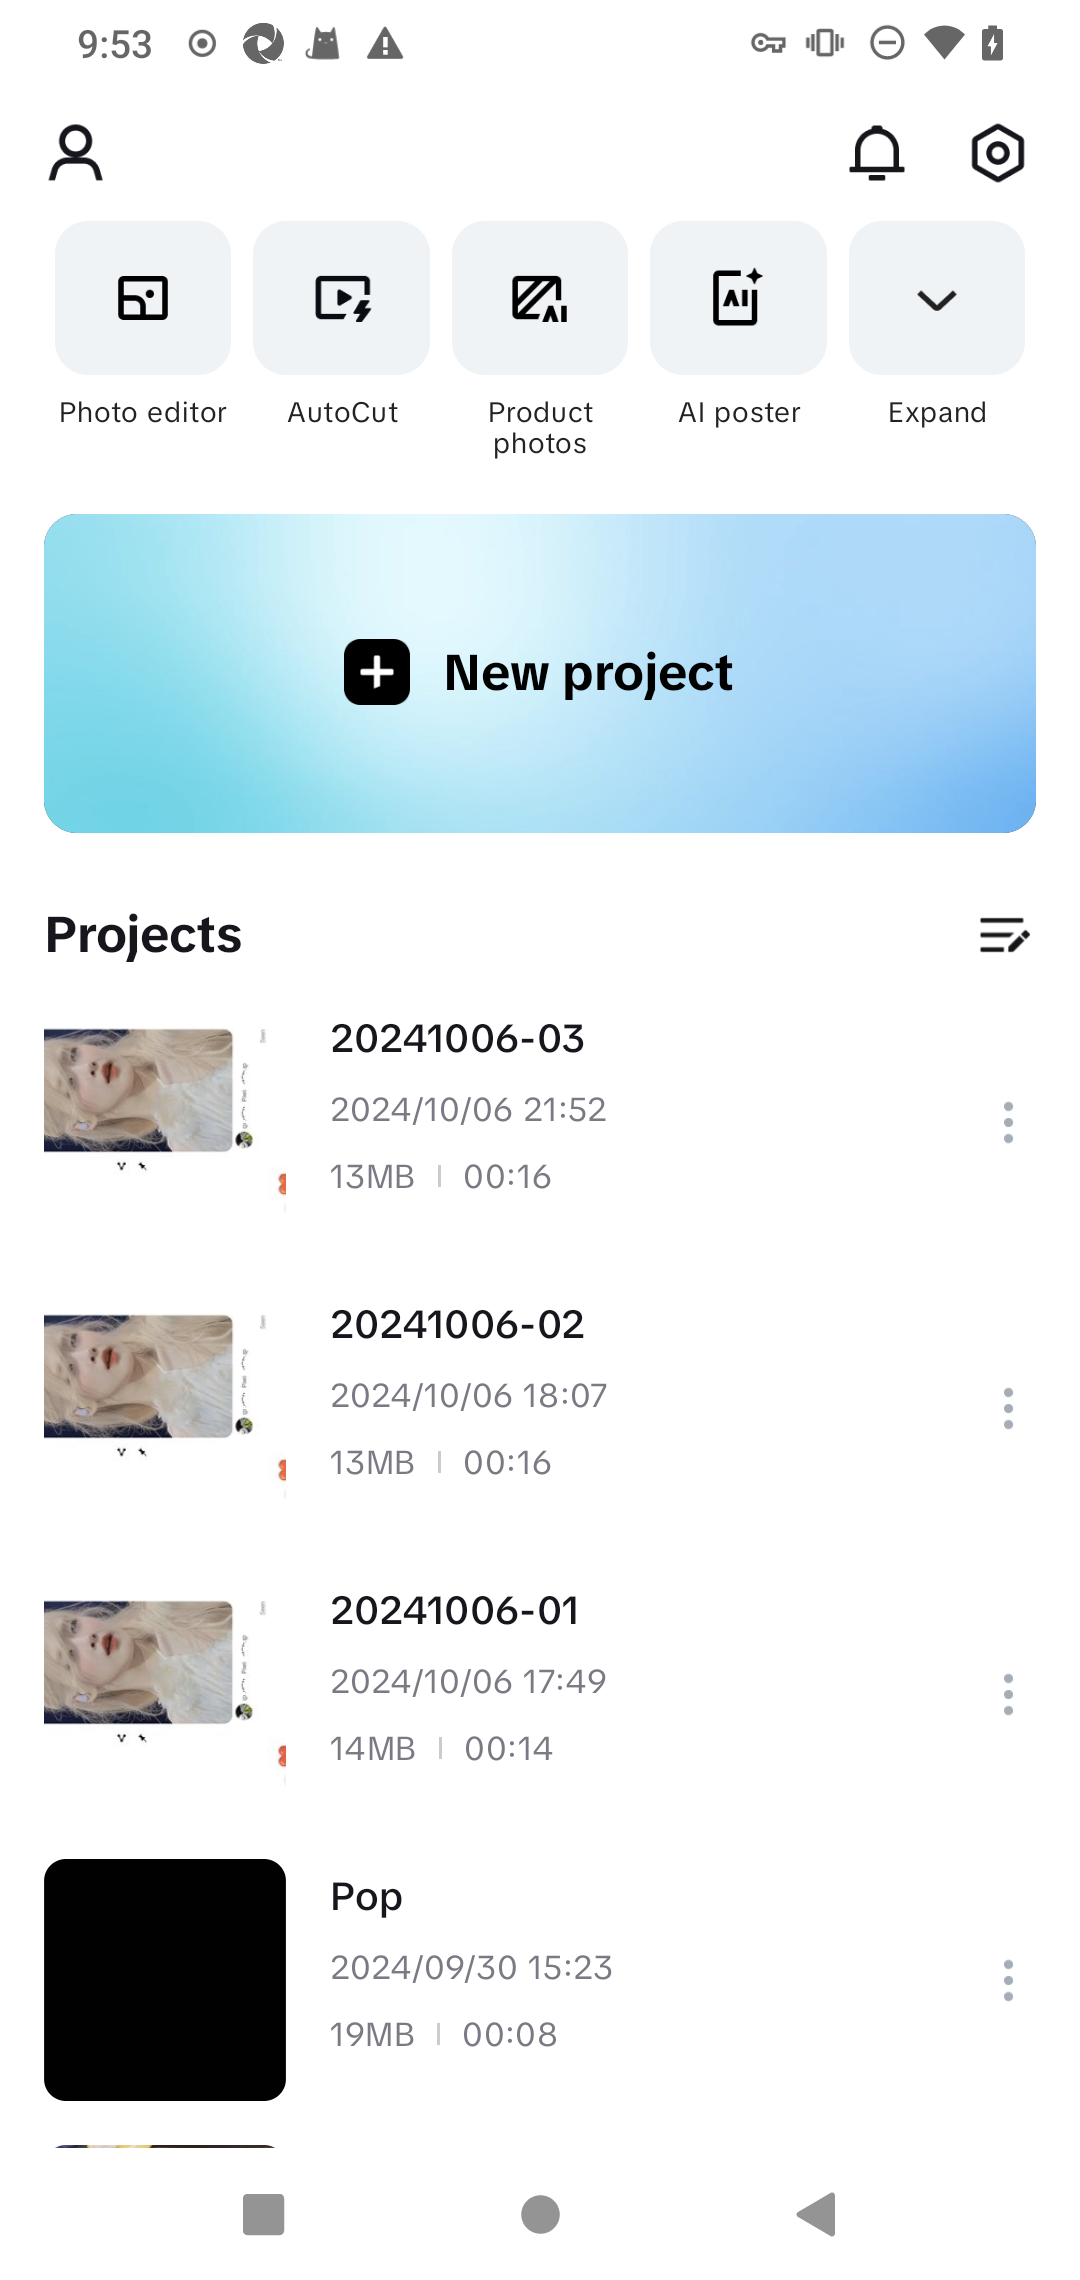 9:53
Photo editor
AutoCut
Product
photos
AI poster
Expand
New project
Projects
20241006-03
2024/10/06 21:52
13MB
00:16
20241006-02
2024/10/06 18:07
13MB
00:16
20241006-01
2024/10/06 17:49
14MB
00:14
Pop
2024/09/30 15:23
19MB
00:08